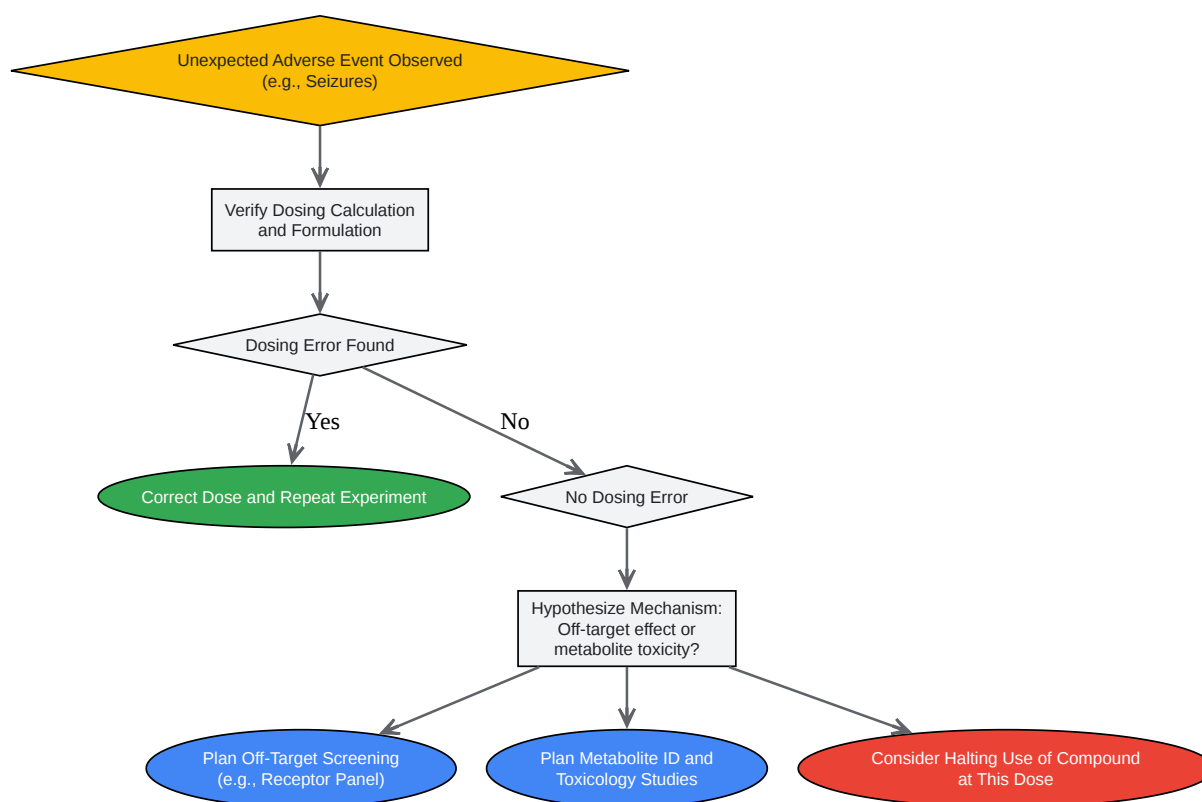 Unexpected Adverse Event Observed
(e.g., Seizures)
Verify Dosing Calculation
and Formulation
Dosing Error Found
Yes
No
Correct Dose and Repeat Experiment
No Dosing Error
Hypothesize Mechanism:
Off-target effect or
metabolite toxicity?
Plan Off-Target Screening
(e.g., Receptor Panel)
Plan Metabolite ID and
Toxicology Studies
Consider Halting Use of Compound
at This Dose